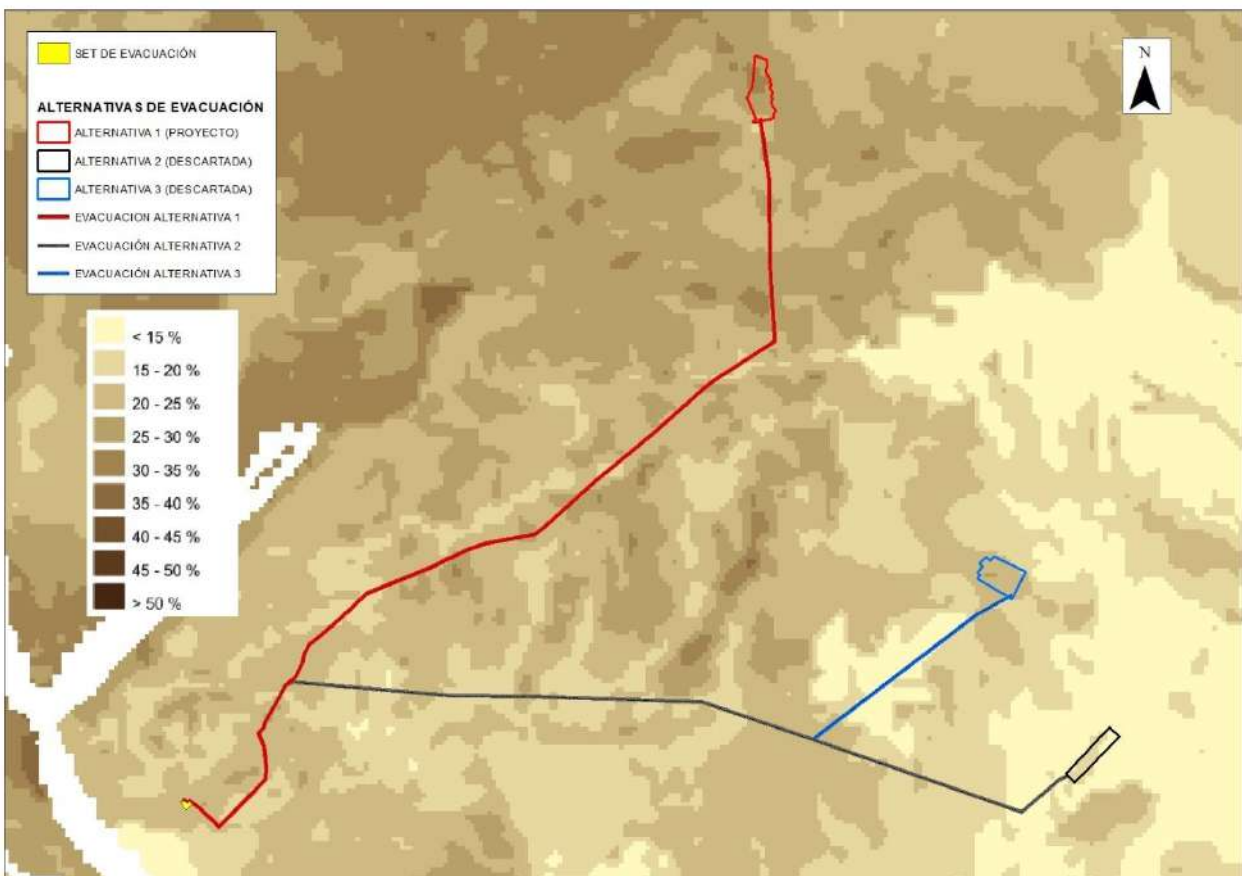 SET DE EVACUACIÓN
ALTERNATIVAS DE EVACUACIÓN
ALTERNATIVA 1 (PROYECTO)
ALTERNATIVA 2 (DESCARTADA)
ALTERNATIVA 3 (DESCARTADA)
EVACUACION ALTERNATIVA 1
EVACUACIÓN ALTERNATIVA 2
EVACUACIÓN ALTERNATIVA 3
N
< 15 %
15 - 20 %
20 - 25 %
25 - 30 %
30 - 35 %
35 - 40 %
40 - 45 %
45 - 50 %
> 50 %